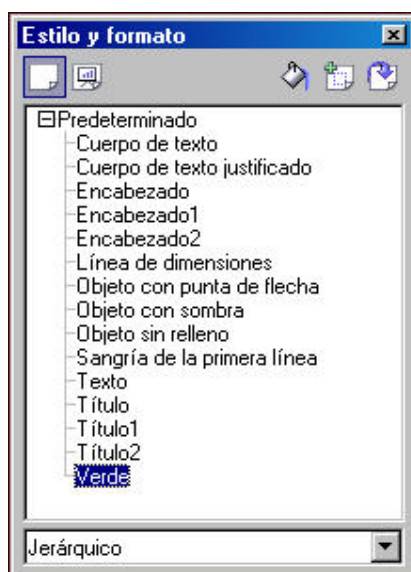 Estilo y formato
Predeterminado
Cuerpo de texto
Cuerpo de texto justificado
Encabezado
Encabezado1
Encabezado2
Línea de dimensiones
Objeto con punta de flecha
Objeto con sombra
Objeto sin relleno
Sangría de la primera línea
Texto
Título
Título1
Título2
Verde
Jerárquico